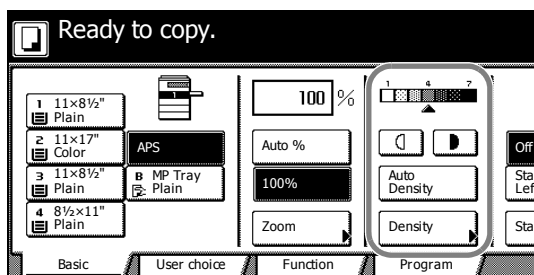 Ready to copy.
1 11×8½"
Plain
2 11×17"
Color
3 11×8½"
Plain
4 8½×11"
Plain
1
APS
B MP Tray
Plain
100 %
Auto %
100%
Zoom
1 4 7
Auto
Density
Density
Off
Sta
Left
Sta
Basic
User choice
Function
Program